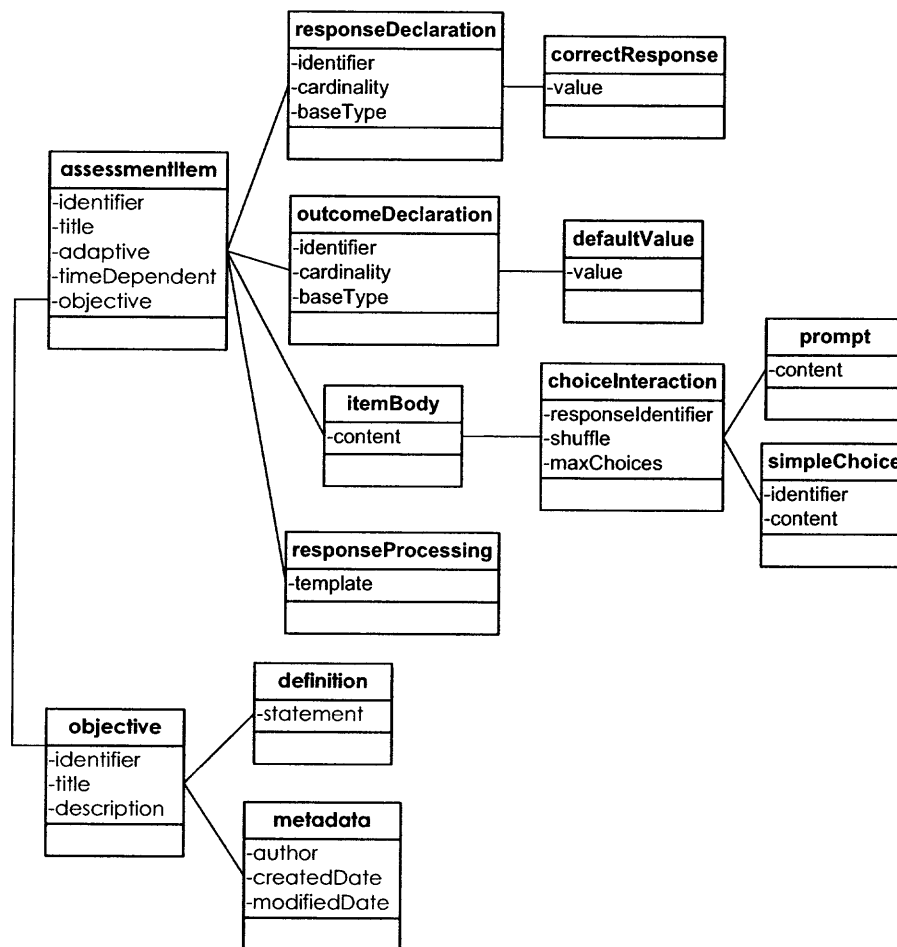 responseDeclaration
-identifier
-cardinality
-baseType
correctResponse
-value
assessmentItem
-identifier
-title
-adaptive
-timeDependent
-objective
outcomeDeclaration
-identifier
-cardinality
-baseType
defaultValue
-value
itemBody
-content
choiceInteraction
-responseIdentifier
-shuffle
-maxChoices
prompt
-content
simpleChoice
-identifier
-content
responseProcessing
-template
objective
-identifier
-title
-description
definition
-statement
metadata
-author
-createdDate
-modifiedDate